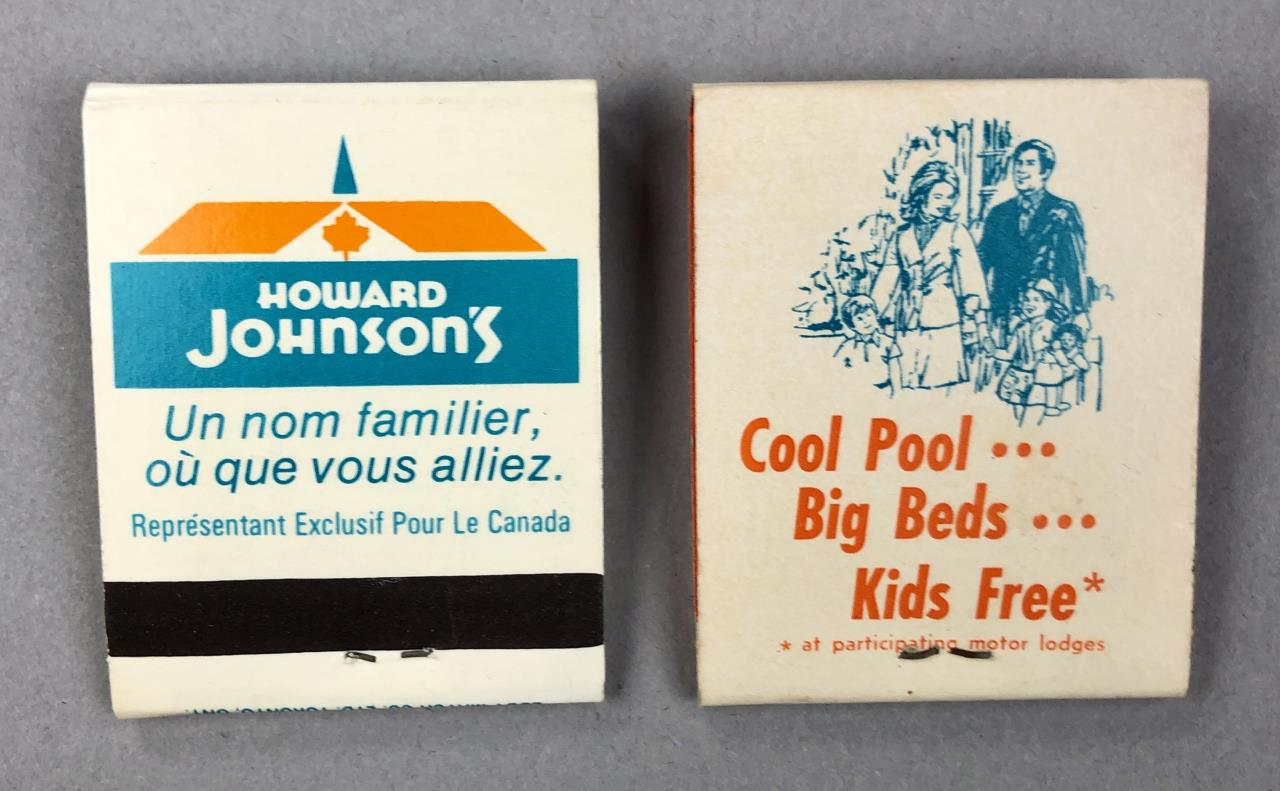 HOWARD
JOHNSON'S
Un nom familier,
où que vous alliez.
Représentant Exclusif Pour Le Canada
Cool Pool •••
Big Beds •••
Kids Free*
* at participating motor lodges